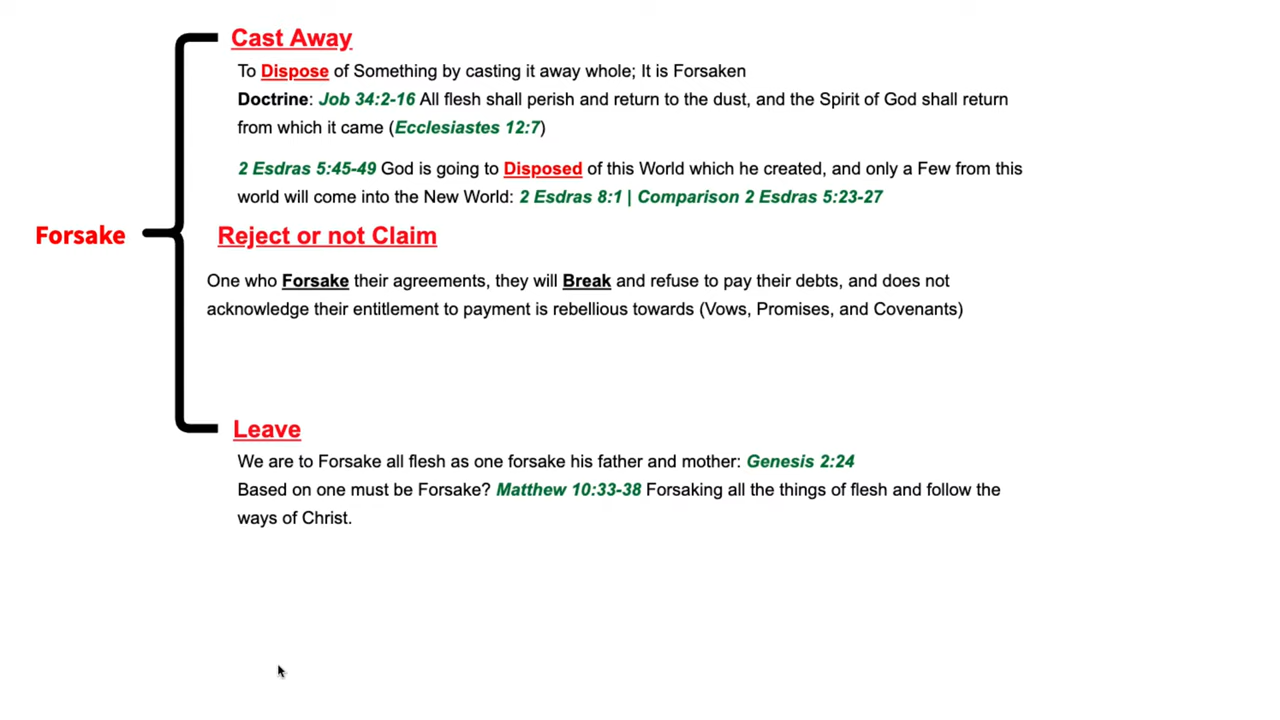 Cast Away
To Dispose of Something by casting it away whole; It is Forsaken
Doctrine: Job 34:2-16 All flesh shall perish and return to the dust, and the Spirit of God shall return
from which it came (Ecclesiastes 12:7)
2 Esdras 5:45-49 God is going to Disposed of this World which he created, and only a Few from this
world will come into the New World: 2 Esdras 8:1 | Comparison 2 Esdras 5:23-27
Forsake
Reject or not Claim
One who Forsake their agreements, they will Break and refuse to pay their debts, and does not
acknowledge their entitlement to payment is rebellious towards (Vows, Promises, and Covenants)
Leave
We are to Forsake all flesh as one forsake his father and mother: Genesis 2:24
Based on one must be Forsake? Matthew 10:33-38 Forsaking all the things of flesh and follow the
ways of Christ.